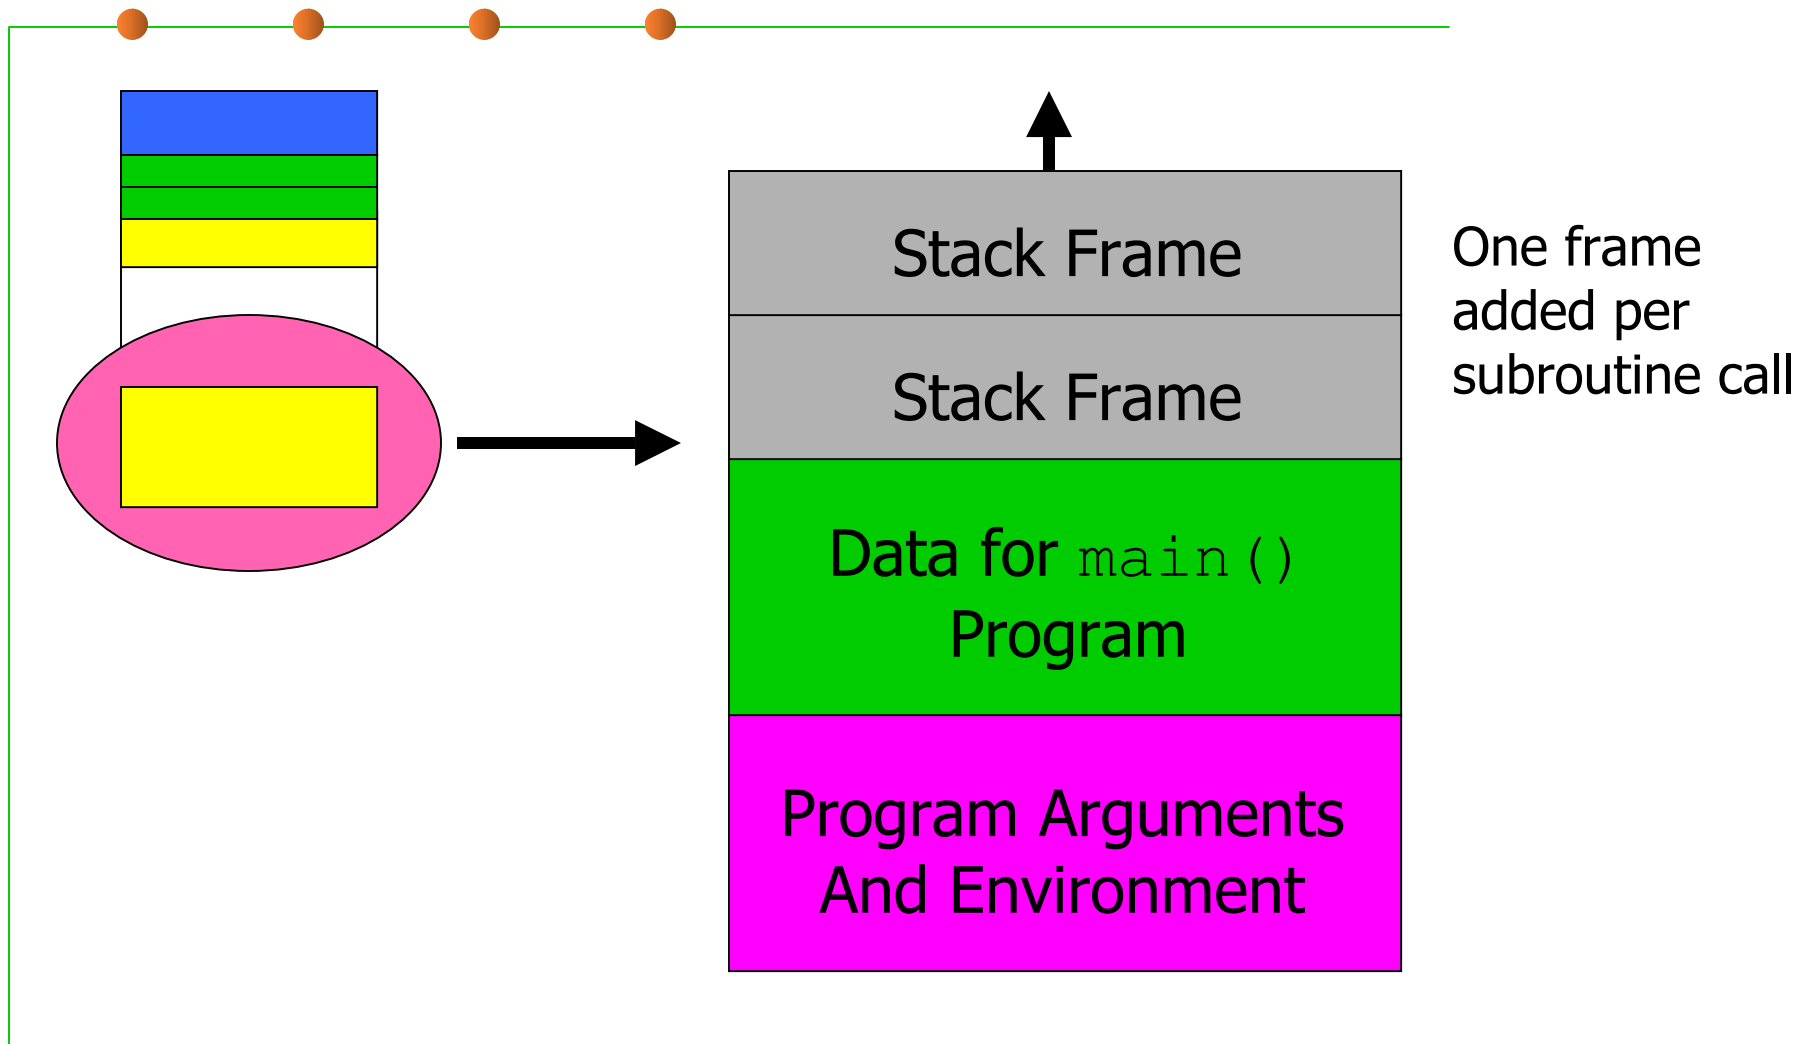 Stack Frame
Stack Frame
Data for main()
Program
Program Arguments
And Environment
One frame
added per
subroutine call